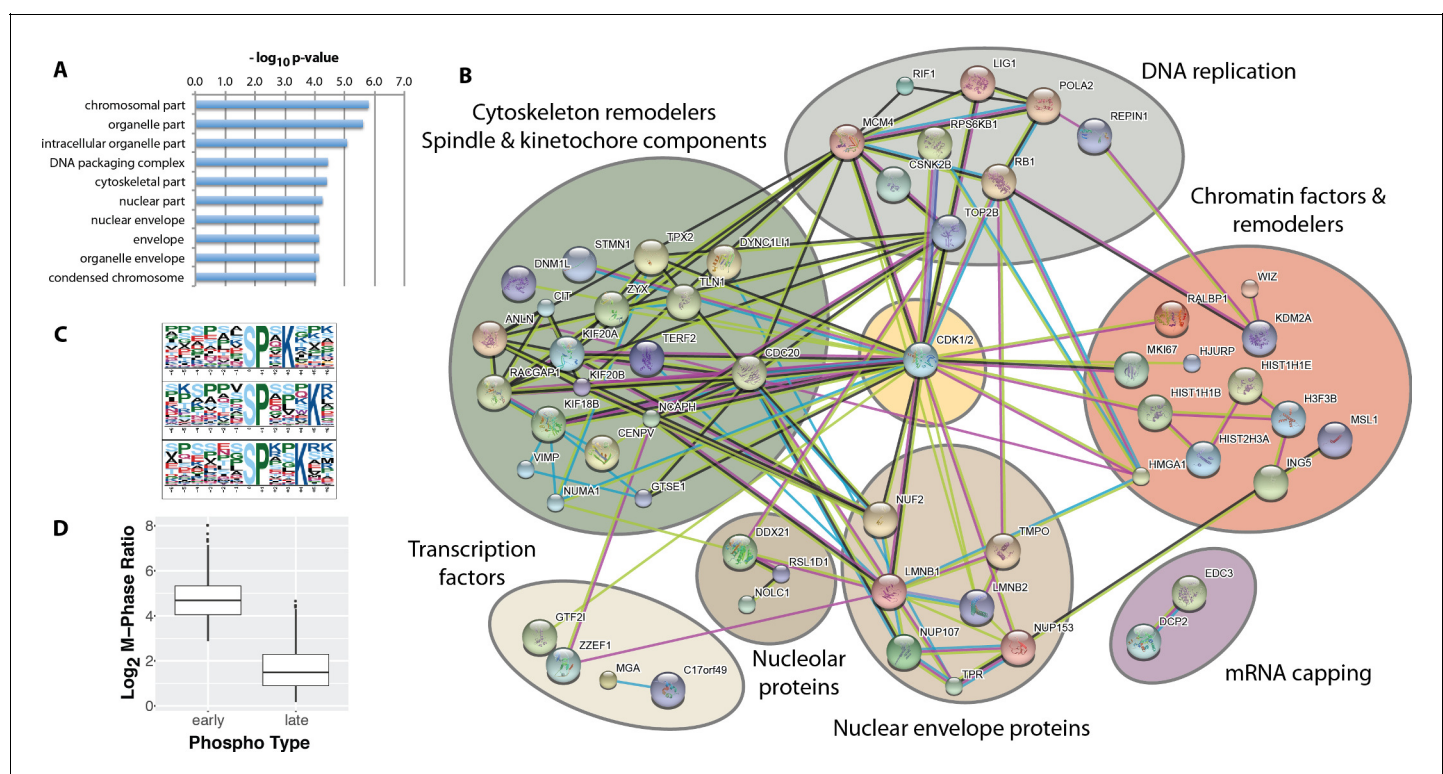 A
- log10 p-value
0.0 1.0 2.0 3.0 4.0 5.0 6.0 7.0
chromosomal part
organelle part
intracellular organelle part
DNA packaging complex
cytoskeletal part
nuclear part
nuclear envelope
envelope
organelle envelope
condensed chromosome
B
Cytoskeleton remodelers
Spindle & kinetochore components
DNA replication
RIF1
LIG1
POLA2
MCM4
RPS6KB1
REPIN1
CSNK2B
RB1
TOP2B
Chromatin factors &
remodelers
STMN1
TPX2
DYNC1LI1
DNM1L
CIT
ZYX
TLN1
ANLN
KIF20A
TERF2
CDC20
RACGAP1
KIF20B
KIF18B
NCAPH
CENPV
VIMP
NUMA1
GTSE1
CDK1/2
WIZ
RALBP1
KDM2A
MKI67
HJURP
HIST1H1E
HIST1H1B
H3F3B
MSL1
HIST2H3A
HMGA1
ING5
NUF2
TMPO
LMNB1
LMNB2
NUP107
NUP153
TPR
Nuclear envelope proteins
DDX21
RSL1D1
NOLC1
Nucleolar
proteins
Transcription
factors
GTF2I
ZZEF1
MGA
C17orf49
EDC3
DCP2
mRNA capping
C
SP K
SP K
SP K
D
Log2 M−Phase Ratio
8
6
4
2
0
early late
Phospho Type